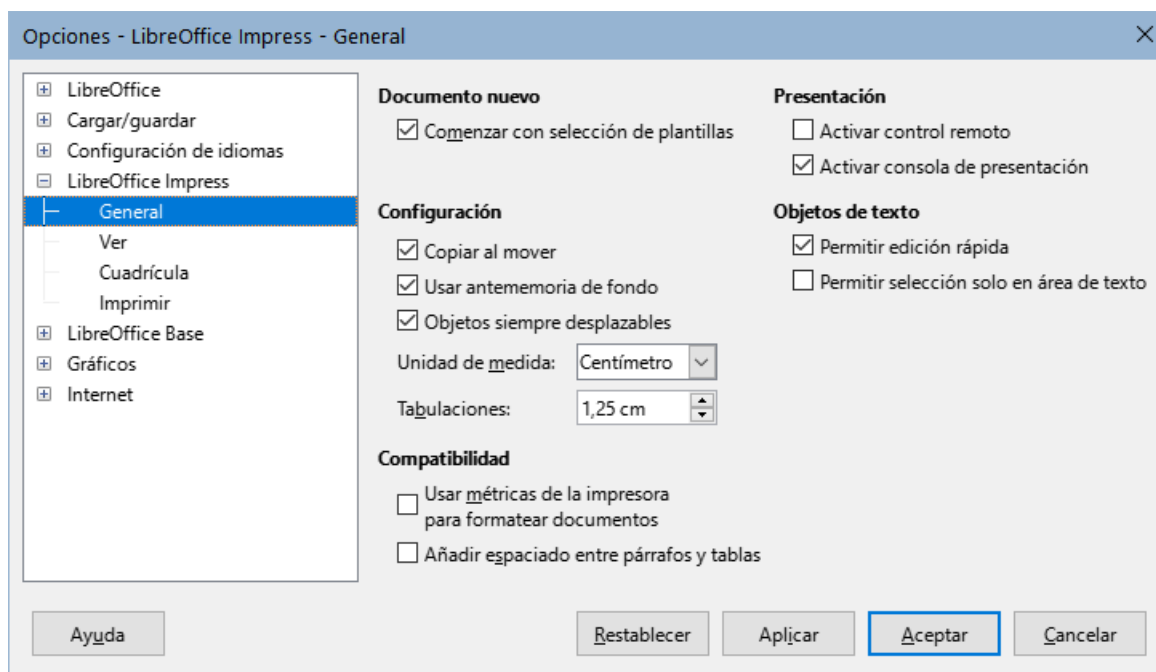 Opciones - LibreOffice Impress - General
LibreOffice
Cargar/guardar
Configuración de idiomas
LibreOffice Impress
General
Ver
Cuadrícula
Imprimir
LibreOffice Base
Gráficos
Internet
Documento nuevo
Comenzar con selección de plantillas
Configuración
Copiar al mover
Usar antememoria de fondo
Objetos siempre desplazables
Unidad de medida: Centímetro
Tabulaciones: 1,25 cm
Compatibilidad
Usar métricas de la impresora
para formatear documentos
Añadir espaciado entre párrafos y tablas
Presentación
Activar control remoto
Activar consola de presentación
Objetos de texto
Permitir edición rápida
Permitir selección solo en área de texto
Ayuda Restablecer Aplicar Aceptar Cancelar